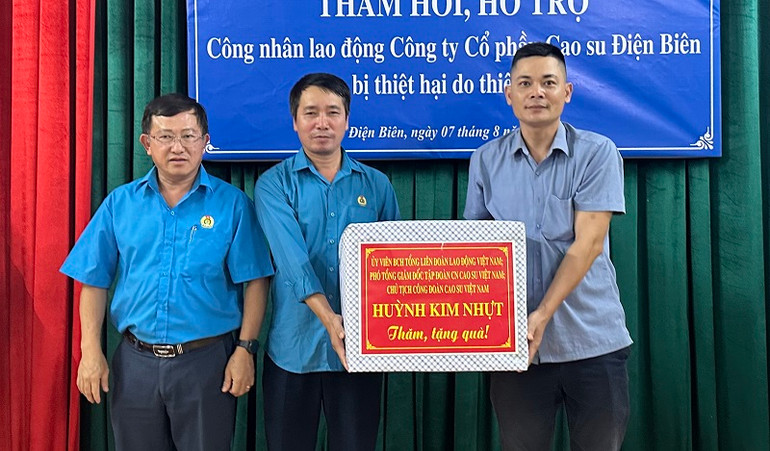 THĂM HỎI, HỖ TRỢ
Công nhân lao động Công ty Cổ phần Cao su Điện Biên
bị thiệt hại do thiê
Điện Biên, ngày 07 tháng 8
ỦY VIÊN BCH TỔNG LIÊN ĐOÀN LAO ĐỘNG VIỆT NAM;
PHÓ TỔNG GIÁM ĐỐC TẬP ĐOÀN CN CAO SU VIỆT NAM;
CHỦ TỊCH CÔNG ĐOÀN CAO SU VIỆT NAM
HUỲNH KIM NHỰT
Thăm, tặng quà!